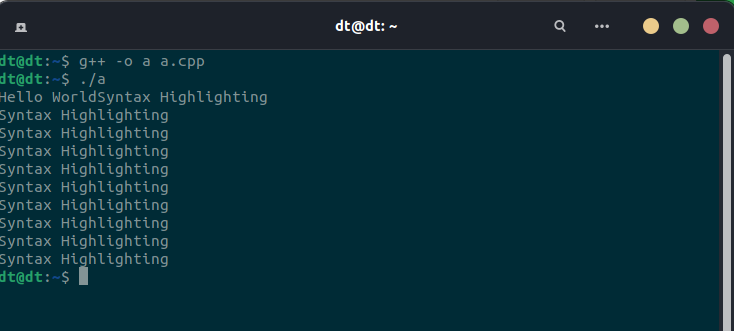 dt@dt: ~
dt@dt:~$ g++ -o a a.cpp
dt@dt:~$ ./a
Hello WorldSyntax Highlighting
Syntax Highlighting
Syntax Highlighting
Syntax Highlighting
Syntax Highlighting
Syntax Highlighting
Syntax Highlighting
Syntax Highlighting
Syntax Highlighting
Syntax Highlighting
dt@dt:~$